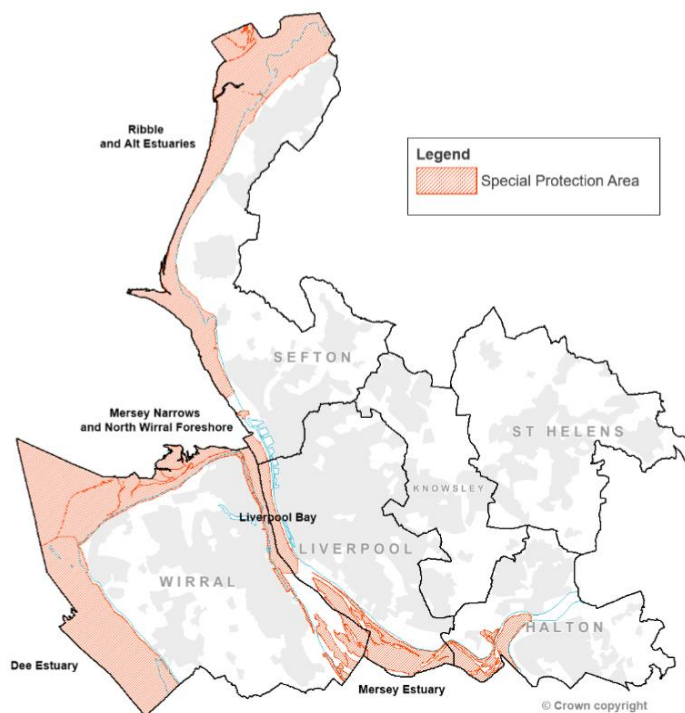 Ribble
and Alt Estuaries
Legend
Special Protection Area
SEFTON
Mersey Narrows
and North Wirral Foreshore
ST HELENS
KNOWSLEY
Liverpool Bay
LIVERPOOL
WIRRAL
HALTON
Dee Estuary
Mersey Estuary
© Crown copyright